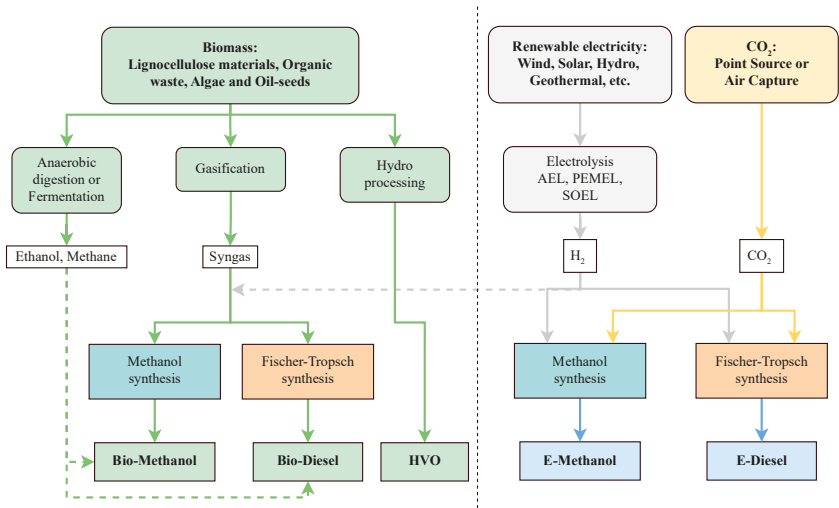 Biomass:
Lignocellulose materials, Organic
waste, Algae and Oil-seeds
Renewable electricity:
Wind, Solar, Hydro,
Geothermal, etc.
CO₂:
Point Source or
Air Capture
Anaerobic
digestion or
Fermentation
Gasification
Hydro
processing
Electrolysis
AEL, PEMEL,
SOEL
Ethanol, Methane
Syngas
H₂
CO₂
Methanol
synthesis
Fischer-Tropsch
synthesis
Methanol
synthesis
Fischer-Tropsch
synthesis
Bio-Methanol
Bio-Diesel
HVO
E-Methanol
E-Diesel